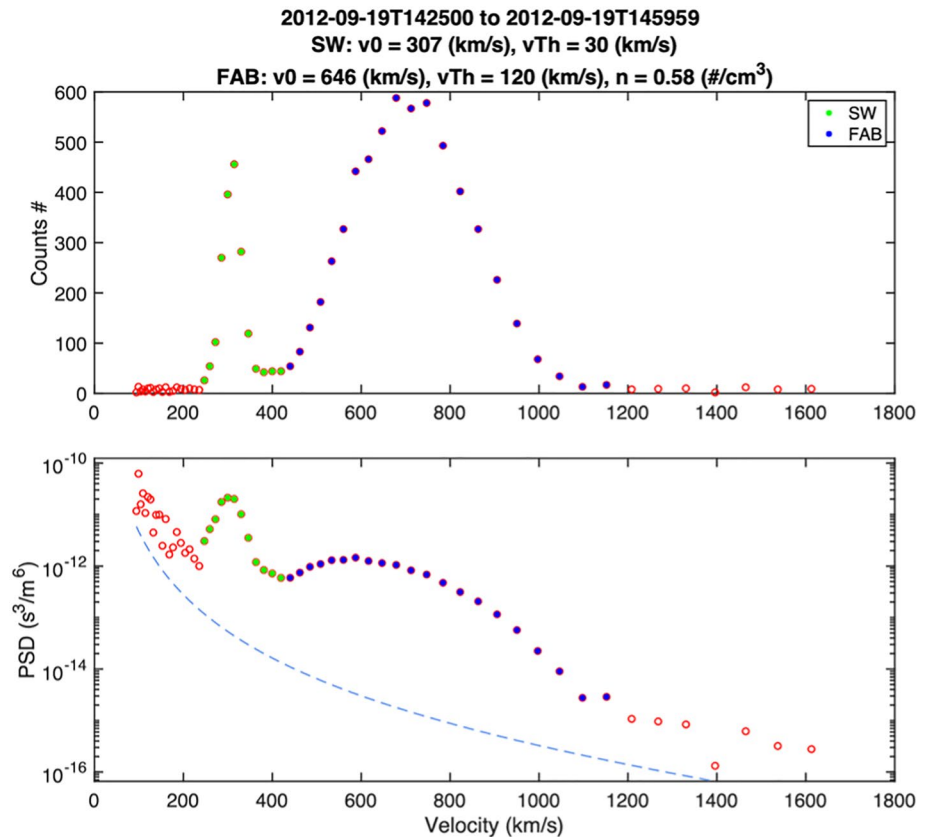 2012-09-19T142500 to 2012-09-19T145959
SW: v0 = 307 (km/s), vTh = 30 (km/s)
FAB: v0 = 646 (km/s), vTh = 120 (km/s), n = 0.58 (#/cm³)
600
500
400
300
200
100
0
Counts #
SW
FAB
0 200 400 600 800 1000 1200 1400 1600 1800
10⁻¹⁰
10⁻¹²
10⁻¹⁴
10⁻¹⁶
PSD (s³/m⁶)
0 200 400 600 800 1000 1200 1400 1600 1800
Velocity (km/s)